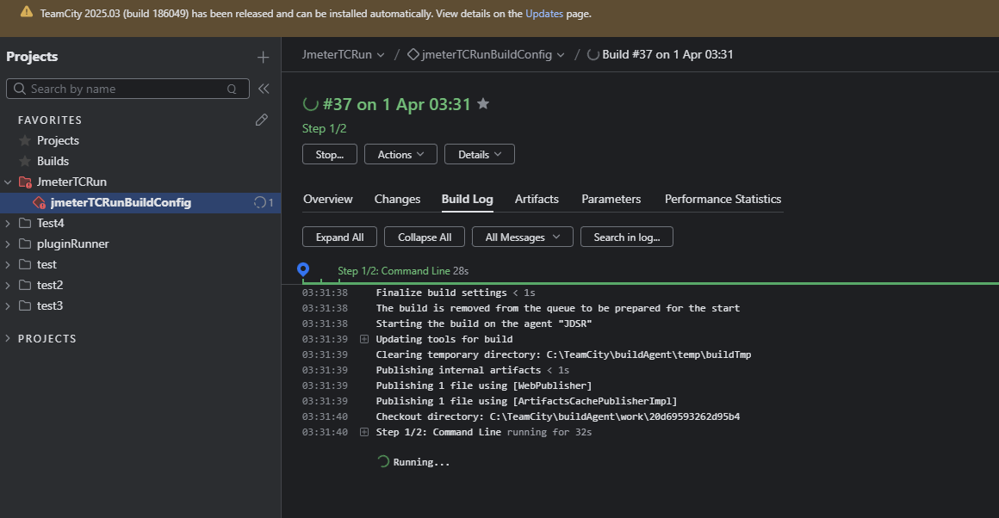 TeamCity 2025.03 (build 186049) has been released and can be installed automatically. View details on the Updates page.
Projects
Search by name
Q
FAVORITES
Projects
Builds
JmeterTCRun
jmeterTCRunBuildConfig 1
Test4
pluginRunner
test
test2
test3
PROJECTS
JmeterTCRun / jmeterTCRunBuildConfig / Build #37 on 1 Apr 03:31
#37 on 1 Apr 03:31
Step 1/2
Stop... Actions Details
Overview Changes Build Log Artifacts Parameters Performance Statistics
Expand All Collapse All All Messages Search in log...
Step 1/2: Command Line 28s
03:31:38 Finalize build settings < 1s
03:31:38 The build is removed from the queue to be prepared for the start
03:31:38 Starting the build on the agent "JDSR"
03:31:39 Updating tools for build
03:31:39 Clearing temporary directory: C:\TeamCity\buildAgent\temp\buildTmp
03:31:39 Publishing internal artifacts < 1s
03:31:39 Publishing 1 file using [WebPublisher]
03:31:39 Publishing 1 file using [ArtifactsCachePublisherImpl]
03:31:40 Checkout directory: C:\TeamCity\buildAgent\work\20d69593262d95b4
03:31:40 Step 1/2: Command Line running for 32s
Running...